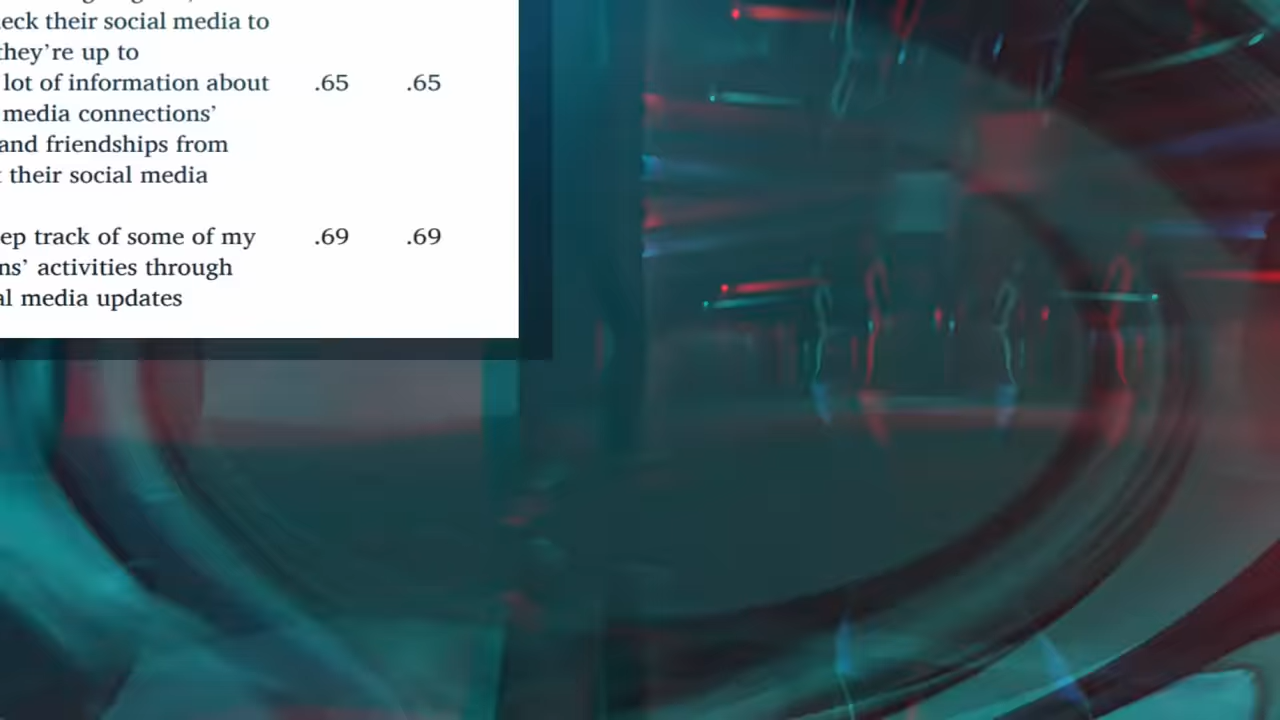 eck their social media to
they're up to
lot of information about .65 .65
media connections'
and friendships from
their social media
ep track of some of my .69 .69
ns' activities through
al media updates